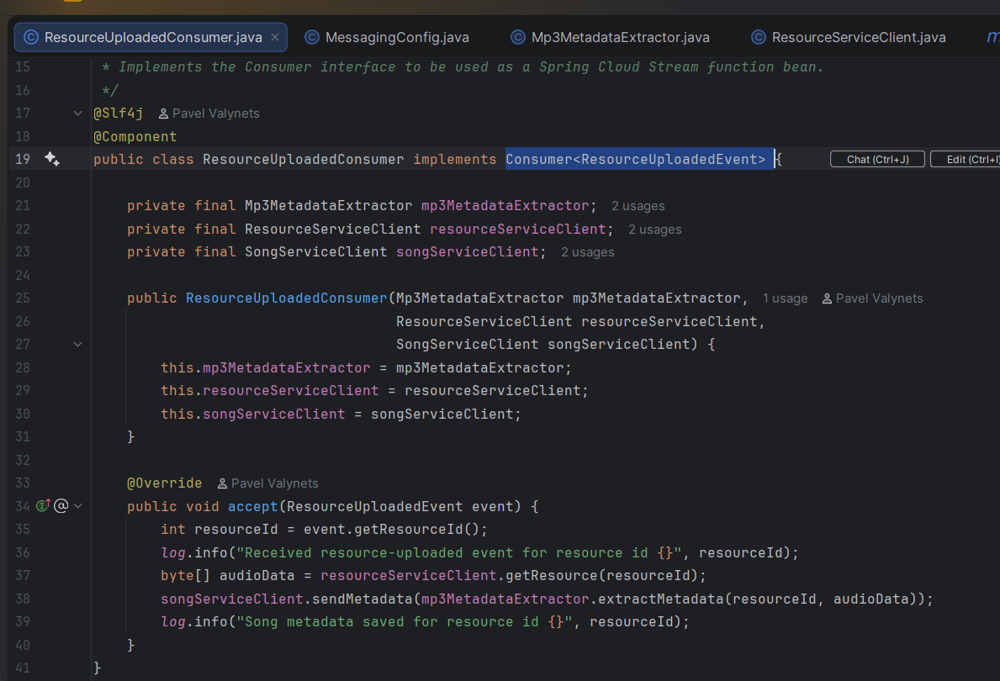 ResourceUploadedConsumer.java × MessagingConfig.java Mp3MetadataExtractor.java ResourceServiceClient.java m
15 * Implements the Consumer interface to be used as a Spring Cloud Stream function bean.
16 */
17 @Slf4j Pavel Valynets
18 @Component
19 public class ResourceUploadedConsumer implements Consumer<ResourceUploadedEvent> { Chat (Ctrl+J) Edit (Ctrl+I)
20
21 private final Mp3MetadataExtractor mp3MetadataExtractor; 2 usages
22 private final ResourceServiceClient resourceServiceClient; 2 usages
23 private final SongServiceClient songServiceClient; 2 usages
24
25 public ResourceUploadedConsumer(Mp3MetadataExtractor mp3MetadataExtractor, 1 usage Pavel Valynets
26 ResourceServiceClient resourceServiceClient,
27 SongServiceClient songServiceClient) {
28 this.mp3MetadataExtractor = mp3MetadataExtractor;
29 this.resourceServiceClient = resourceServiceClient;
30 this.songServiceClient = songServiceClient;
31 }
32
33 @Override Pavel Valynets
34 public void accept(ResourceUploadedEvent event) {
35 int resourceId = event.getResourceId();
36 log.info("Received resource-uploaded event for resource id {}", resourceId);
37 byte[] audioData = resourceServiceClient.getResource(resourceId);
38 songServiceClient.sendMetadata(mp3MetadataExtractor.extractMetadata(resourceId, audioData));
39 log.info("Song metadata saved for resource id {}", resourceId);
40 }
41 }